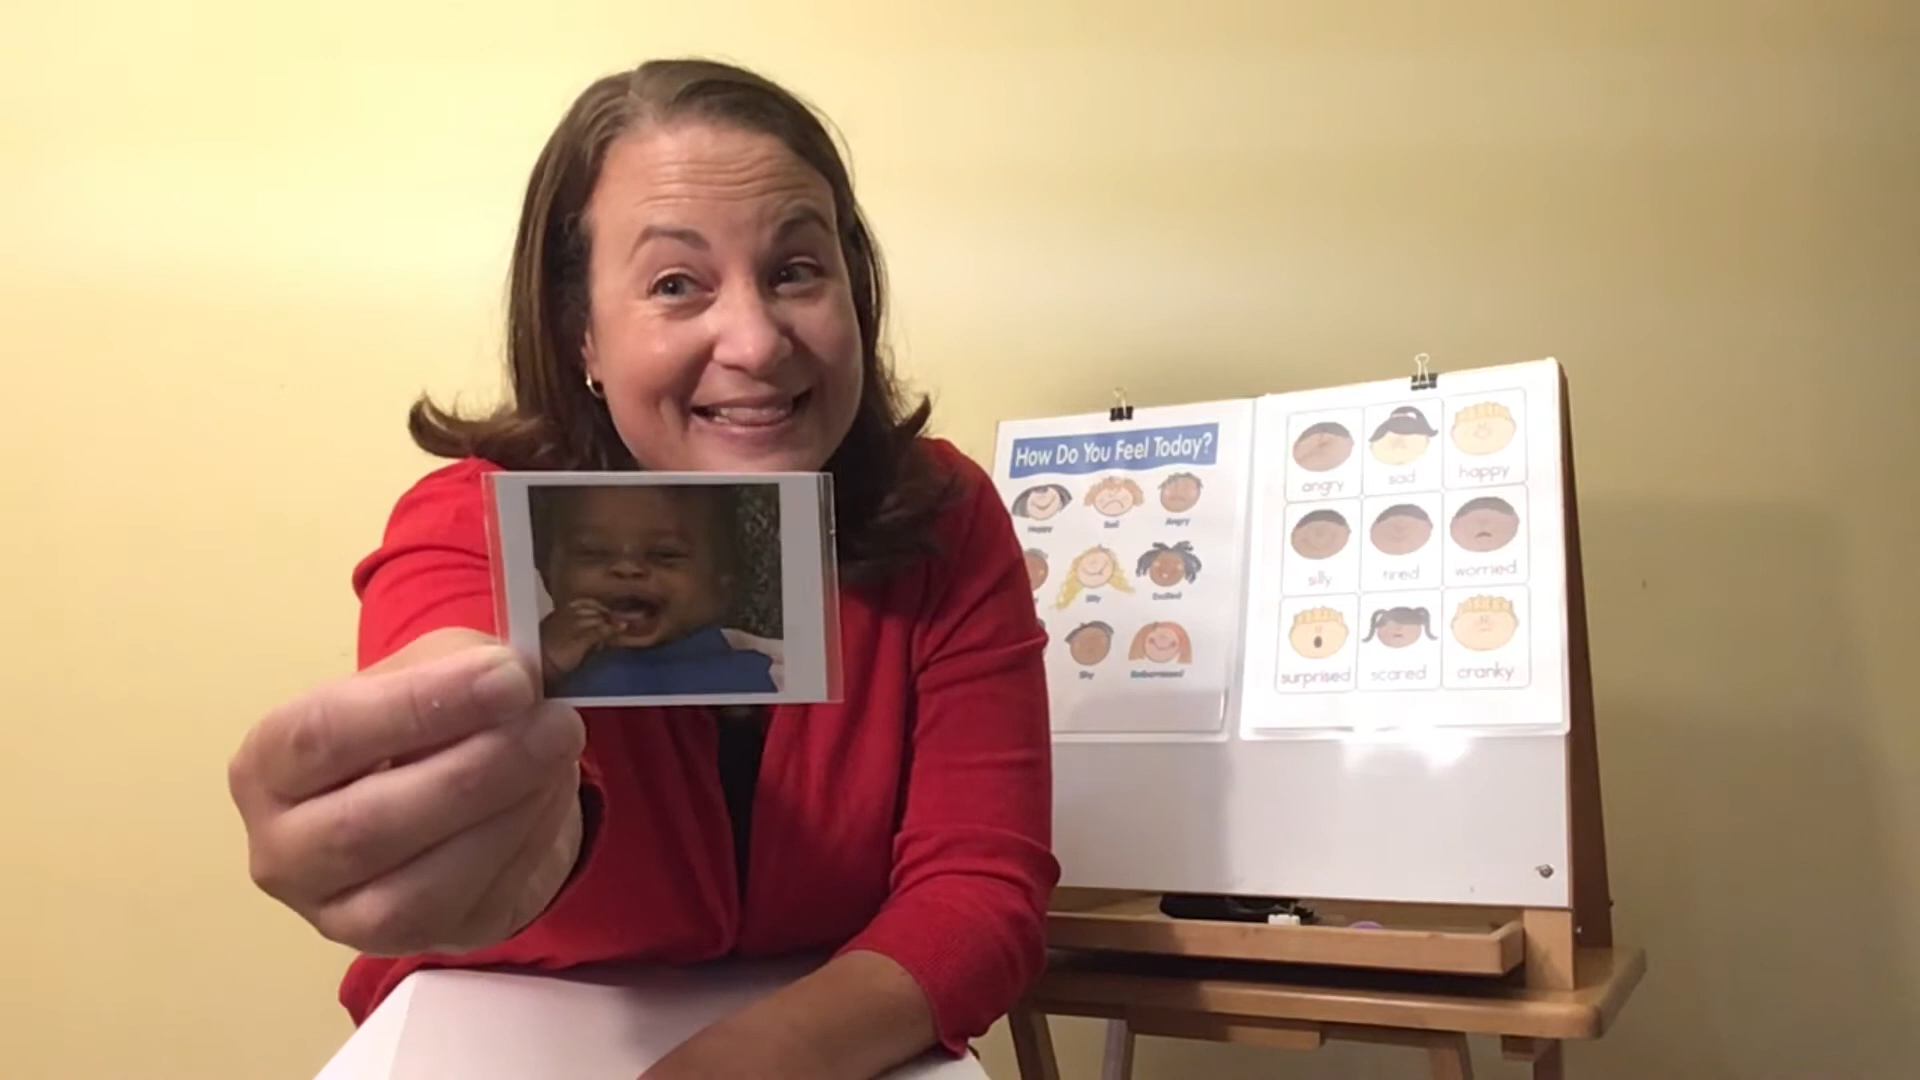 How Do You Feel Today?
Happy Sad Angry
Silly Excited
Shy Embarrassed
angry sad happy
silly tired worried
surprised scared cranky